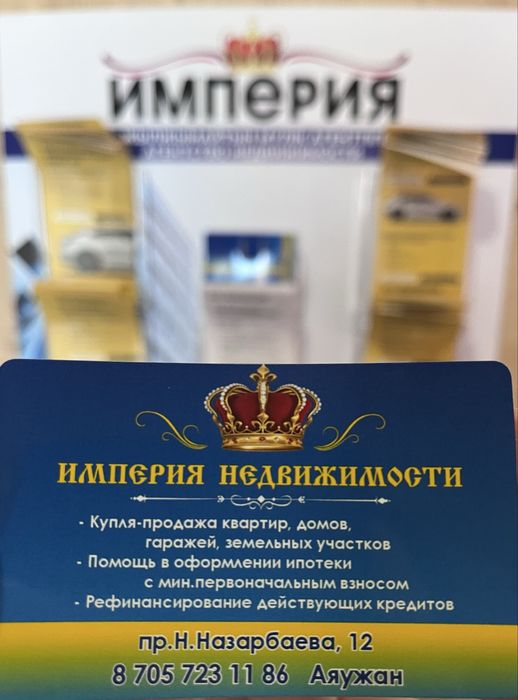 ИМПЕРИЯ
ИМПЕРИЯ НЕДВИЖИМОСТИ
- Купля-продажа квартир, домов,
гаражей, земельных участков
- Помощь в оформлении ипотеки
с мин.первоначальным взносом
- Рефинансирование действующих кредитов
пр.Н.Назарбаева, 12
8 705 723 11 86 Аяужан